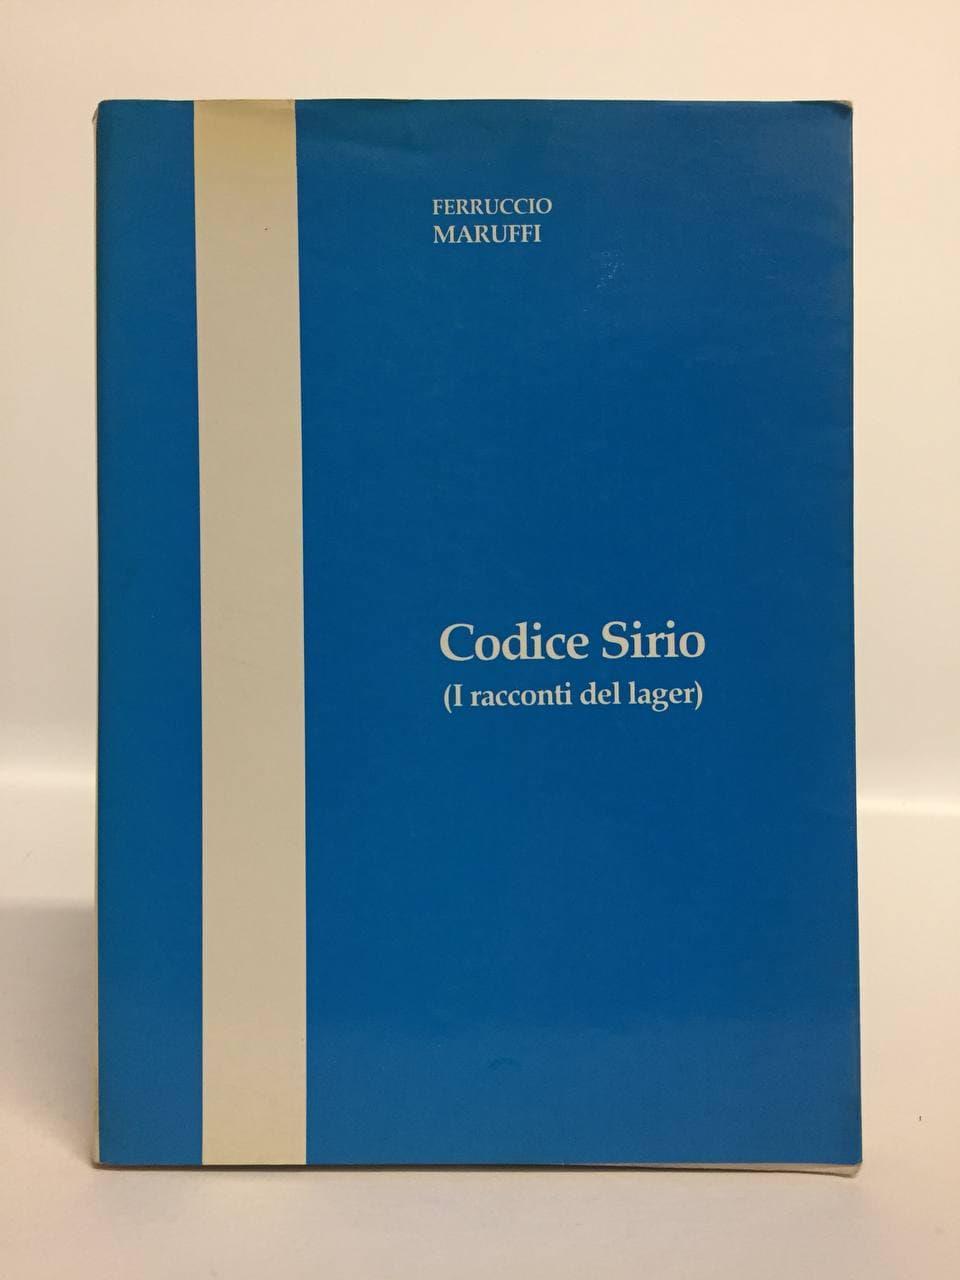 FERRUCCIO
MARUFFI
Codice Sirio
(I racconti del lager)